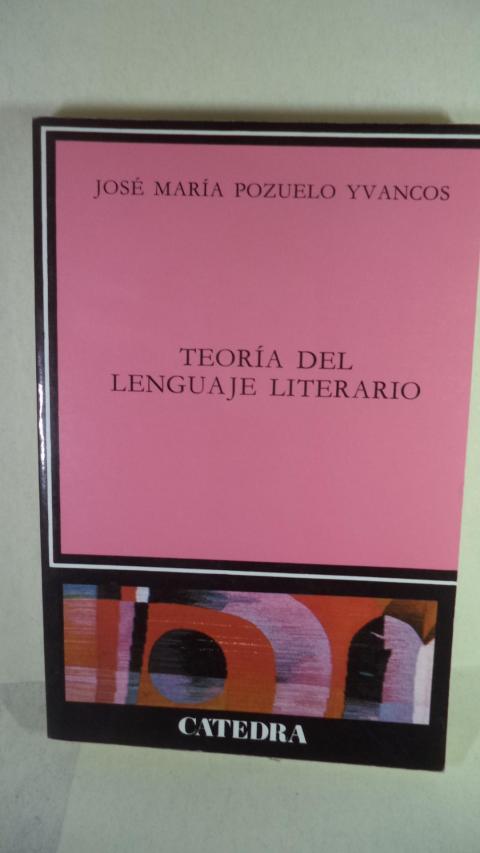 JOSÉ MARÍA POZUELO YVANCOS
TEORÍA DEL
LENGUAJE LITERARIO
CATEDRA